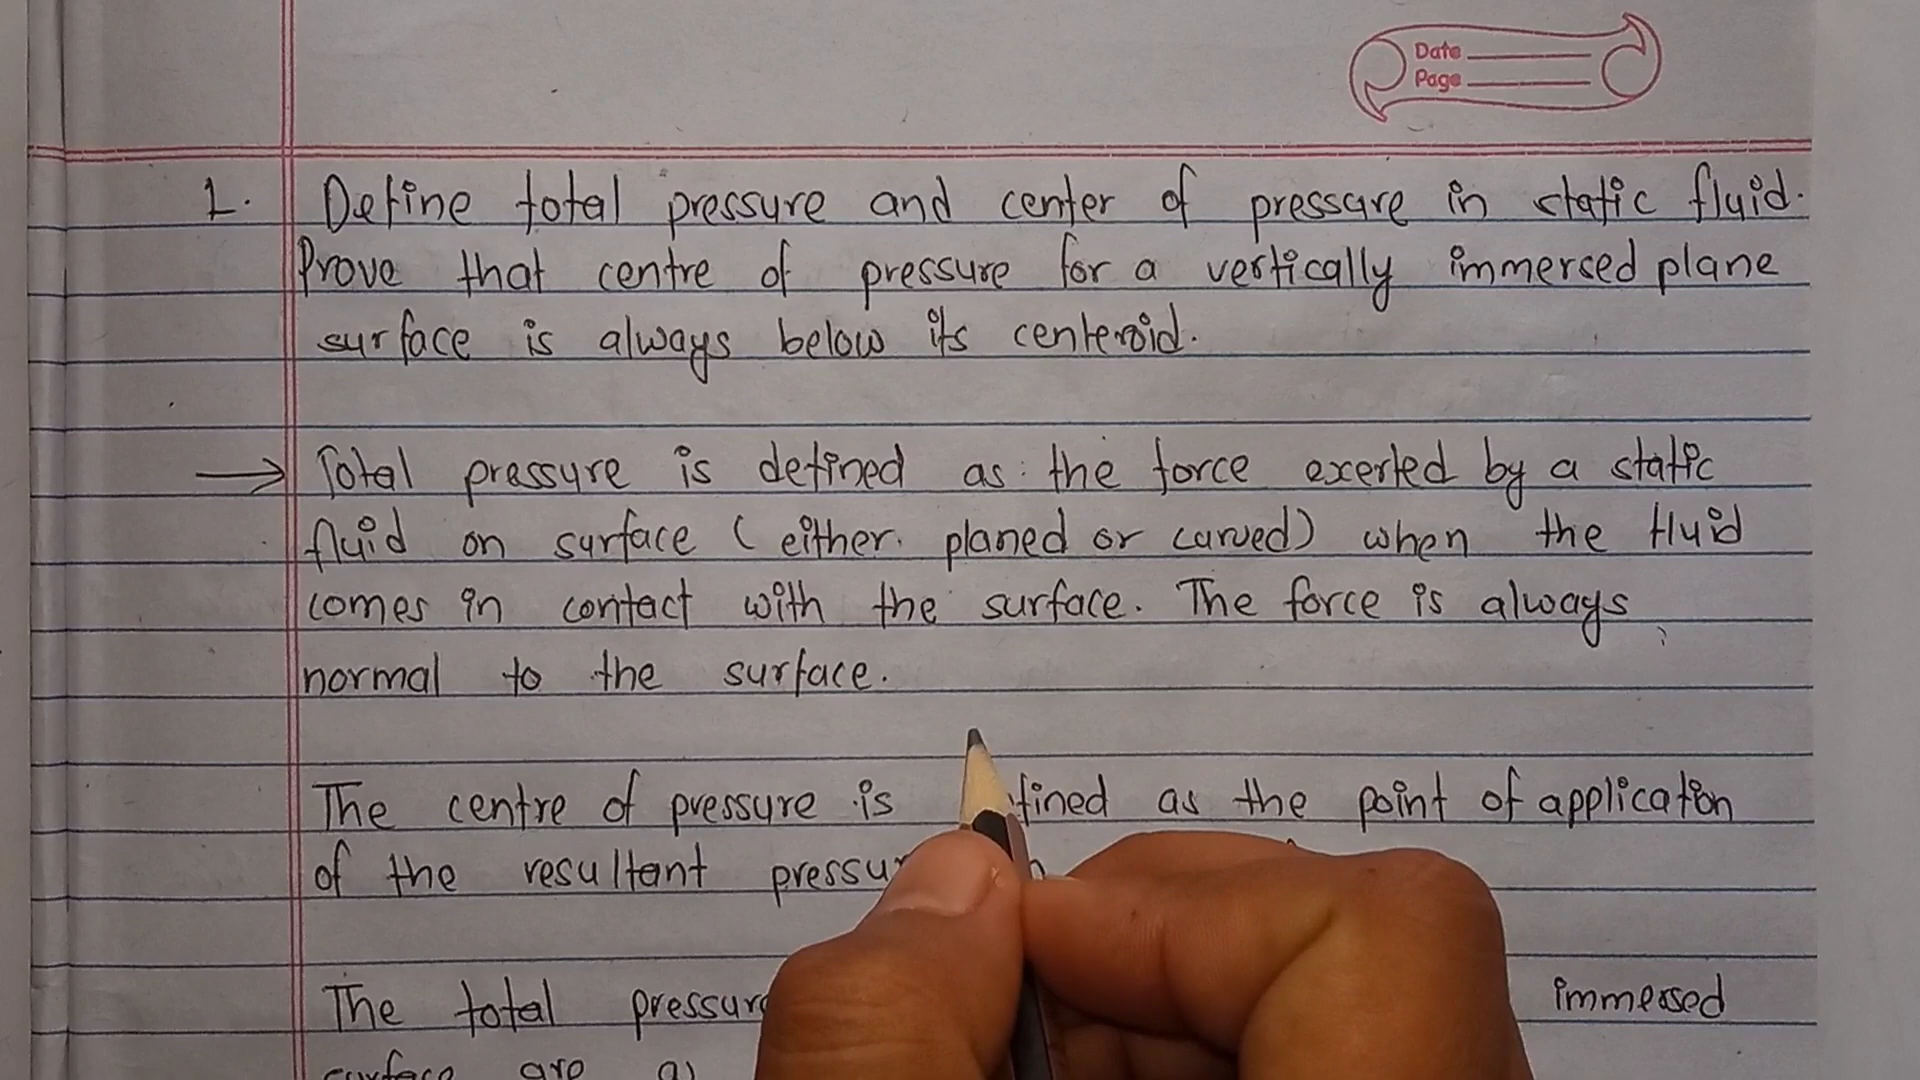 Date
Page
1. Define total pressure and center of pressure in static fluid.
Prove that centre of pressure for a vertically immersed plane
surface is always below its centeroid.
→ Total pressure is defined as the force exerted by a static
fluid on surface (either planed or curved) when the fluid
comes in contact with the surface. The force is always
normal to the surface.
The centre of pressure is fined as the point of application
of the resultant pressu
The total pressure immersed
surface are